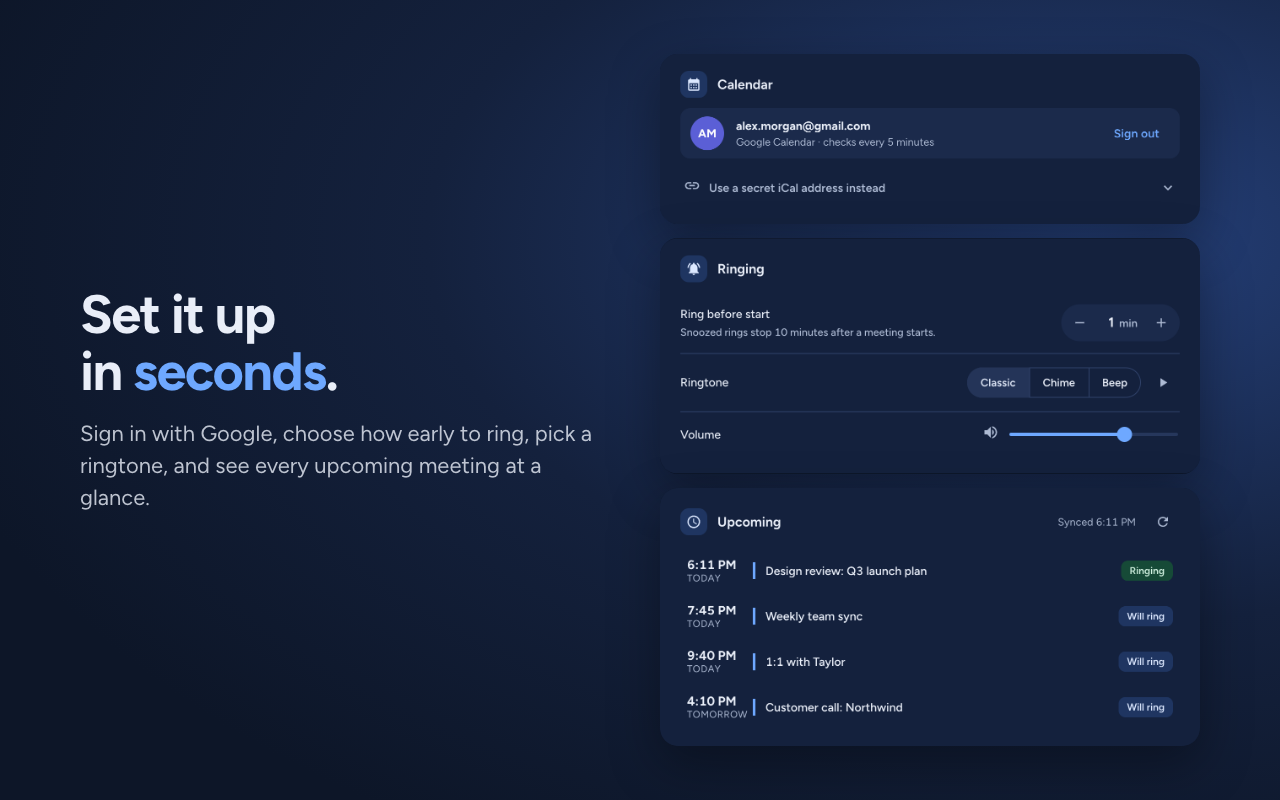 Set it up
in seconds.
Sign in with Google, choose how early to ring, pick a
ringtone, and see every upcoming meeting at a
glance.
Calendar
AM
alex.morgan@gmail.com
Google Calendar · checks every 5 minutes
Sign out
Use a secret iCal address instead
Ringing
Ring before start
Snoozed rings stop 10 minutes after a meeting starts.
− 1 min +
Ringtone
Classic Chime Beep
Volume
Upcoming
Synced 6:11 PM
6:11 PM
TODAY
Design review: Q3 launch plan
Ringing
7:45 PM
TODAY
Weekly team sync
Will ring
9:40 PM
TODAY
1:1 with Taylor
Will ring
4:10 PM
TOMORROW
Customer call: Northwind
Will ring